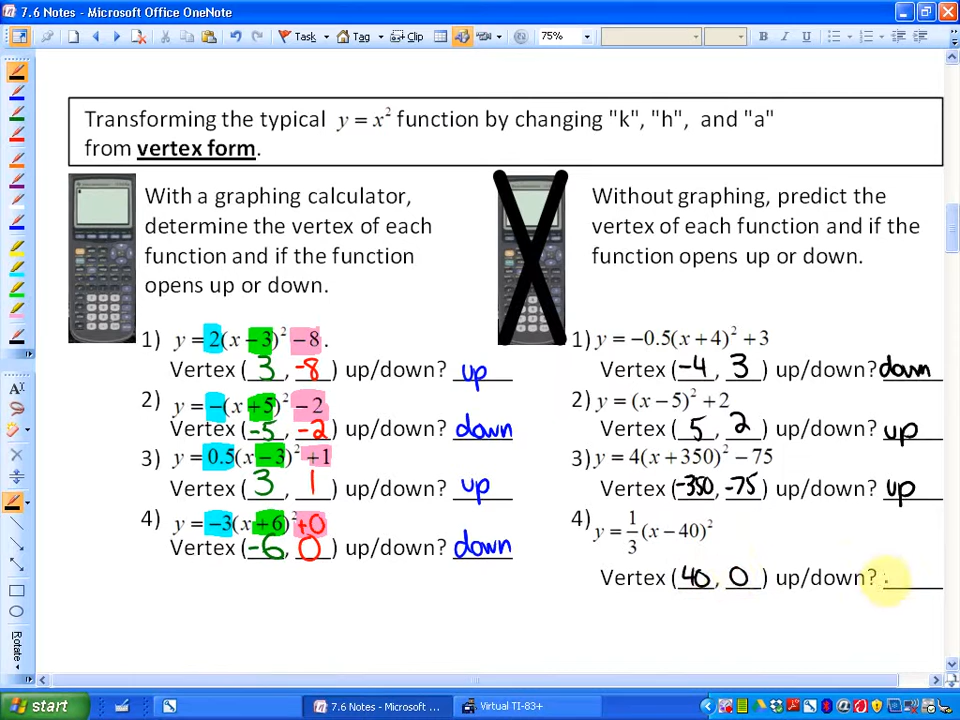 7.6 Notes - Microsoft Office OneNote
Task Tag Clip 75% B I U
Transforming the typical y = x² function by changing "k", "h", and "a"
from vertex form.
With a graphing calculator,
determine the vertex of each
function and if the function
opens up or down.
1) y = 2(x − 3)² − 8.
Vertex (3, -8) up/down? up
2) y = −(x + 5)² − 2
Vertex (-5, -2) up/down? down
3) y = 0.5(x − 3)² + 1
Vertex (3, 1) up/down? up
4) y = −3(x + 6)² +0
Vertex (-6, 0) up/down? down
Without graphing, predict the
vertex of each function and if the
function opens up or down.
1) y = −0.5(x + 4)² + 3
Vertex (-4, 3) up/down? down
2) y = (x − 5)² + 2
Vertex (5, 2) up/down? up
3) y = 4(x + 350)² − 75
Vertex (-350, -75) up/down? up
4) y = 1/3 (x − 40)²
Vertex (40, 0) up/down? ____
A
Ruler
start
7.6 Notes - Microsoft ...
Virtual TI-83+